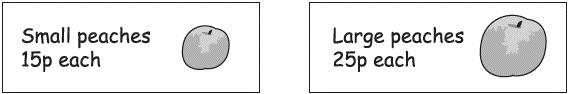 Small peaches
15p each
Large peaches
25p each